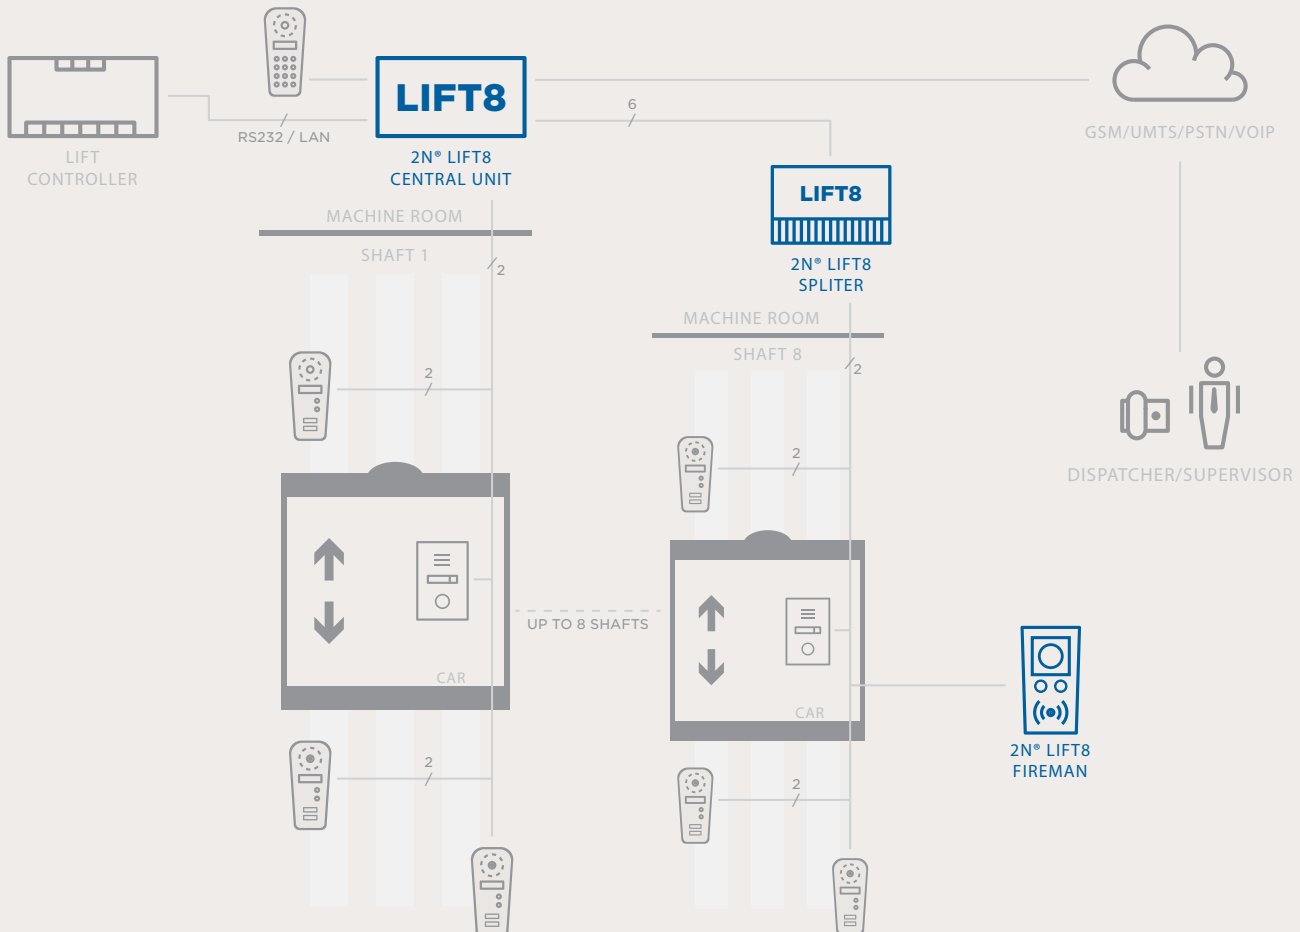 LIFT8
6
RS232 / LAN
LIFT
CONTROLLER
2N® LIFT8
CENTRAL UNIT
GSM/UMTS/PSTN/VOIP
LIFT8
MACHINE ROOM
SHAFT 1
2
2N® LIFT8
SPLITER
MACHINE ROOM
SHAFT 8
2
2
2
DISPATCHER/SUPERVISOR
UP TO 8 SHAFTS
CAR
CAR
2
2
2N® LIFT8
FIREMAN